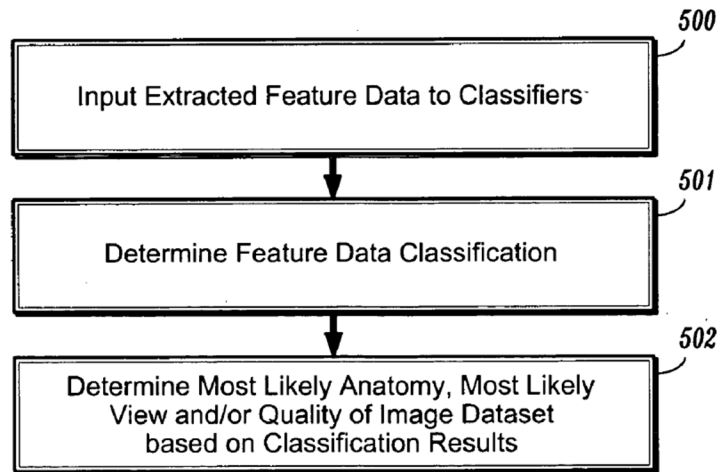 500
Input Extracted Feature Data to Classifiers
501
Determine Feature Data Classification
502
Determine Most Likely Anatomy, Most Likely
View and/or Quality of Image Dataset
based on Classification Results